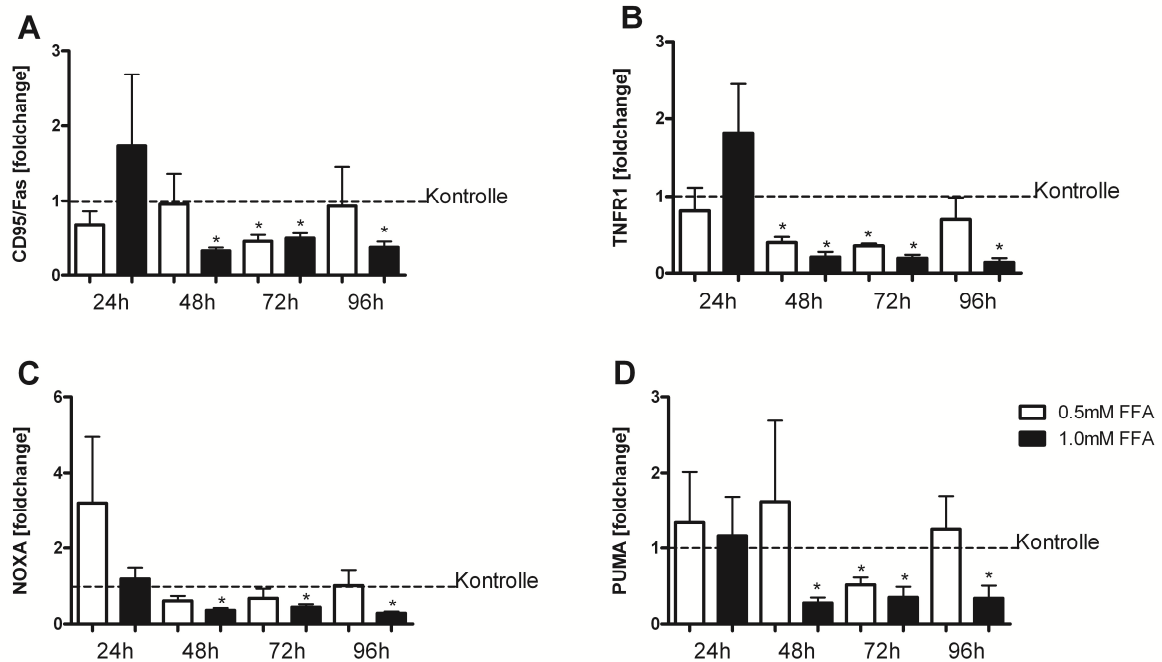 A
CD95/Fas [foldchange]
3
2
1
0
Kontrolle
* * * *
24h 48h 72h 96h
B
TNFR1 [foldchange]
3
2
1
0
Kontrolle
* * * * *
24h 48h 72h 96h
C
NOXA [foldchange]
6
4
2
0
Kontrolle
* * *
24h 48h 72h 96h
D
PUMA [foldchange]
3
2
1
0
Kontrolle
* * * *
24h 48h 72h 96h
0.5mM FFA
1.0mM FFA